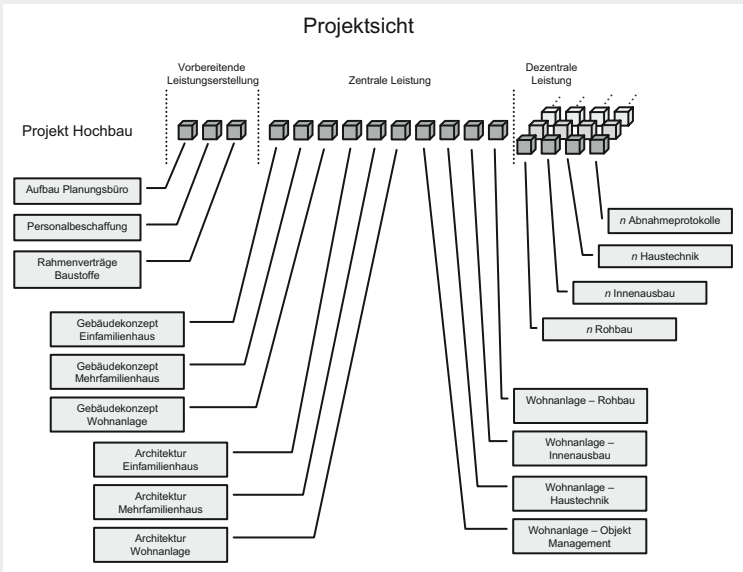 Projektsicht
Vorbereitende
Leistungserstellung
Zentrale Leistung
Dezentrale
Leistung
Projekt Hochbau
Aufbau Planungsbüro
Personalbeschaffung
Rahmenverträge
Baustoffe
Gebäudekonzept
Einfamilienhaus
Gebäudekonzept
Mehrfamilienhaus
Gebäudekonzept
Wohnanlage
Architektur
Einfamilienhaus
Architektur
Mehrfamilienhaus
Architektur
Wohnanlage
n Abnahmeprotokolle
n Haustechnik
n Innenausbau
n Rohbau
Wohnanlage – Rohbau
Wohnanlage –
Innenausbau
Wohnanlage –
Haustechnik
Wohnanlage – Objekt
Management